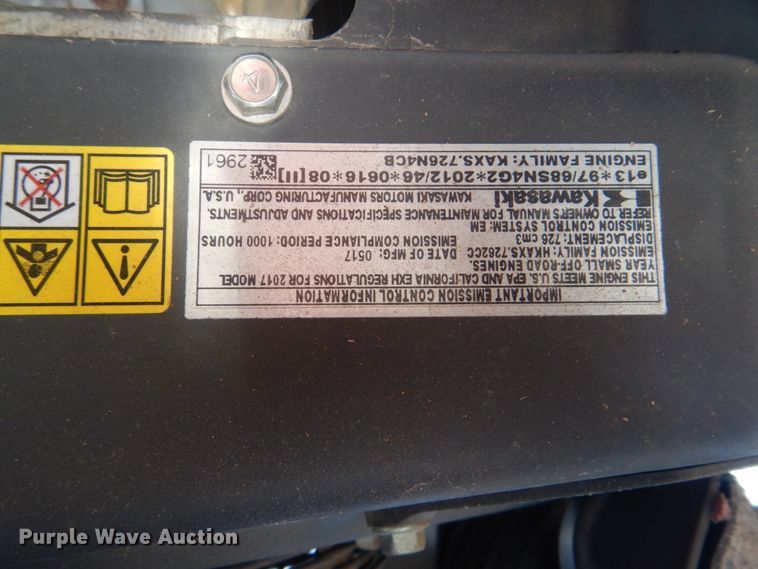 IMPORTANT EMISSION CONTROL INFORMATION
THIS ENGINE MEETS U.S. EPA AND CALIFORNIA EXH REGULATIONS FOR 2017 MODEL
YEAR SMALL OFF-ROAD ENGINES.
ENGINE FAMILY: HKAXS.7262CC DATE OF MFG: 0517
DISPLACEMENT: 726 cm3 EMISSION COMPLIANCE PERIOD: 1000 HOURS
EMISSION CONTROL SYSTEM: EM
REFER TO OWNER'S MANUAL FOR MAINTENANCE SPECIFICATIONS AND ADJUSTMENTS.
Kawasaki KAWASAKI MOTORS MANUFACTURING CORP., U.S.A.
e13*97/68SN4G2*2012/46*0616*08[II]
ENGINE FAMILY: KAXS.726N4CB 2961
Purple Wave Auction